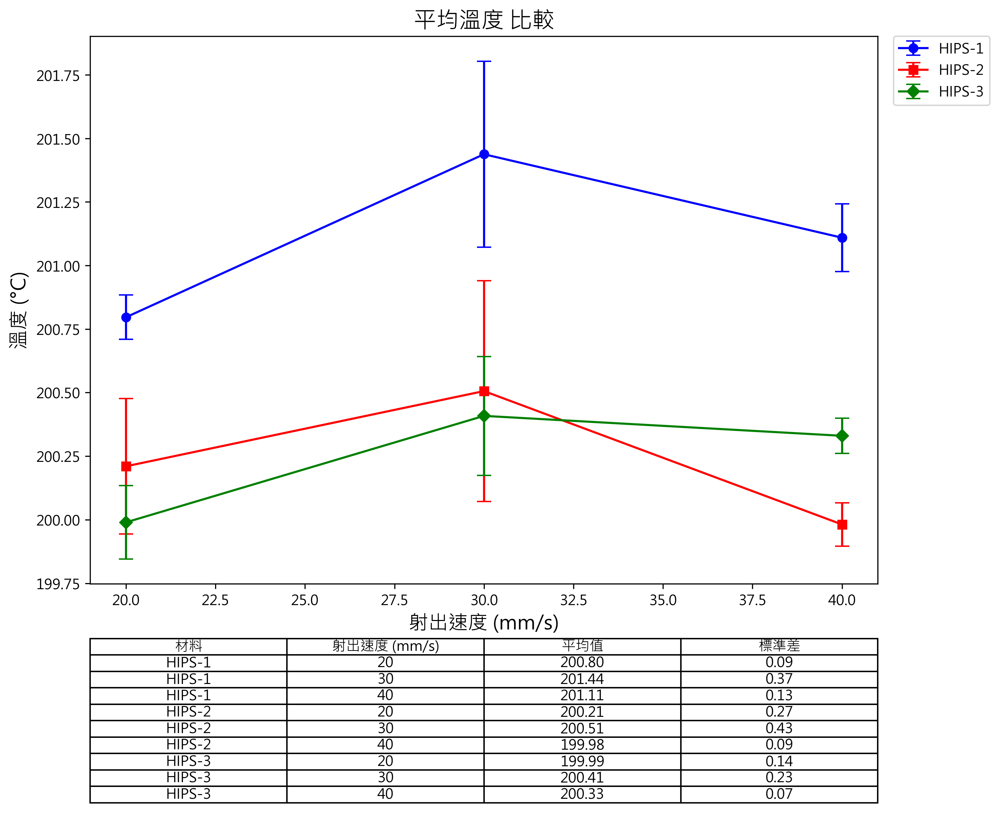 平均溫度 比較
HIPS-1
HIPS-2
HIPS-3
溫度 (°C)
201.75
201.50
201.25
201.00
200.75
200.50
200.25
200.00
199.75
20.0 22.5 25.0 27.5 30.0 32.5 35.0 37.5 40.0
射出速度 (mm/s)
材料 射出速度 (mm/s) 平均值 標準差
HIPS-1 20 200.80 0.09
HIPS-1 30 201.44 0.37
HIPS-1 40 201.11 0.13
HIPS-2 20 200.21 0.27
HIPS-2 30 200.51 0.43
HIPS-2 40 199.98 0.09
HIPS-3 20 199.99 0.14
HIPS-3 30 200.41 0.23
HIPS-3 40 200.33 0.07